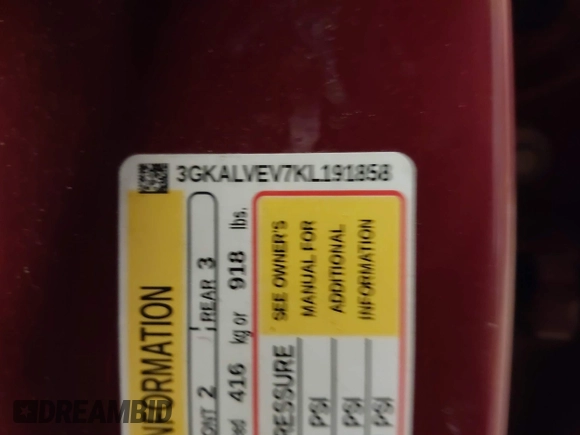 3GKALVEV7KL191858
NFORMATION
ONT 2 REAR 3
416 kg or 918 lbs.
SEE OWNER'S
MANUAL FOR
ADDITIONAL
INFORMATION
RESSURE
PSI
PSI
PSI
DREAMBID